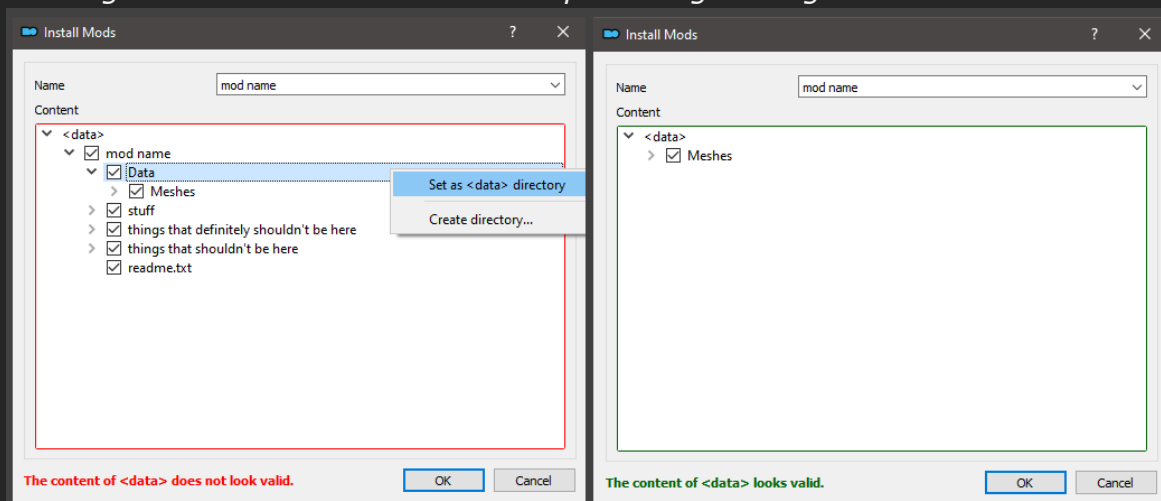 Install Mods ? ×
Name mod name
Content
<data>
mod name
Data
Meshes
stuff
things that definitely shouldn't be here
things that shouldn't be here
readme.txt
Set as <data> directory
Create directory...
The content of <data> does not look valid.
OK Cancel
Install Mods ? ×
Name mod name
Content
<data>
Meshes
The content of <data> looks valid.
OK Cancel